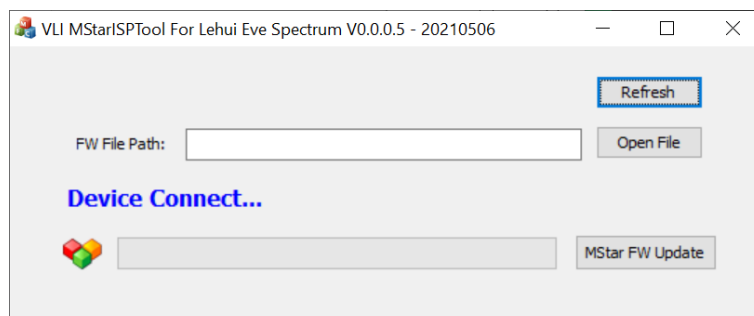 VLI MStarISPTool For Lehui Eve Spectrum V0.0.0.5 - 20210506
Refresh
FW File Path:
Open File
Device Connect...
MStar FW Update